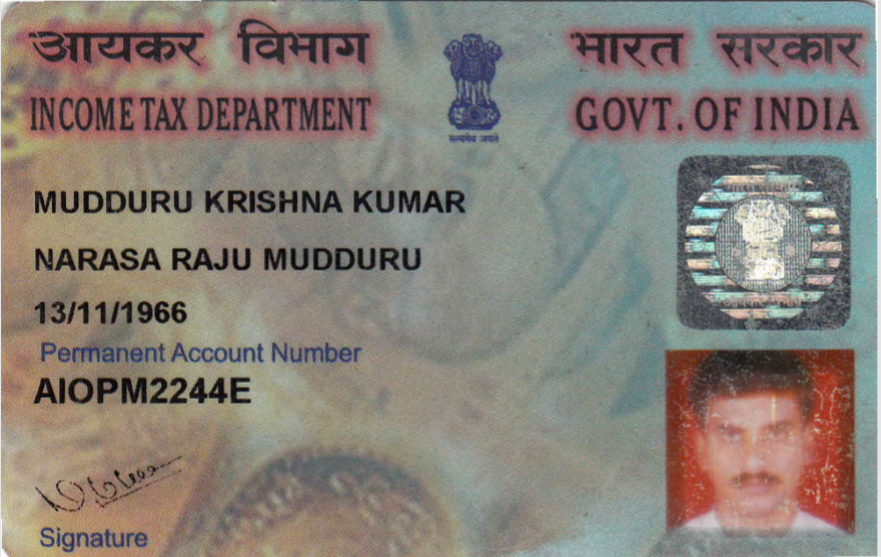 आयकर विभाग
भारत सरकार
INCOME TAX DEPARTMENT
GOVT. OF INDIA
सत्यमेव जयते
MUDDURU KRISHNA KUMAR
NARASA RAJU MUDDURU
13/11/1966
Permanent Account Number
AIOPM2244E
Signature